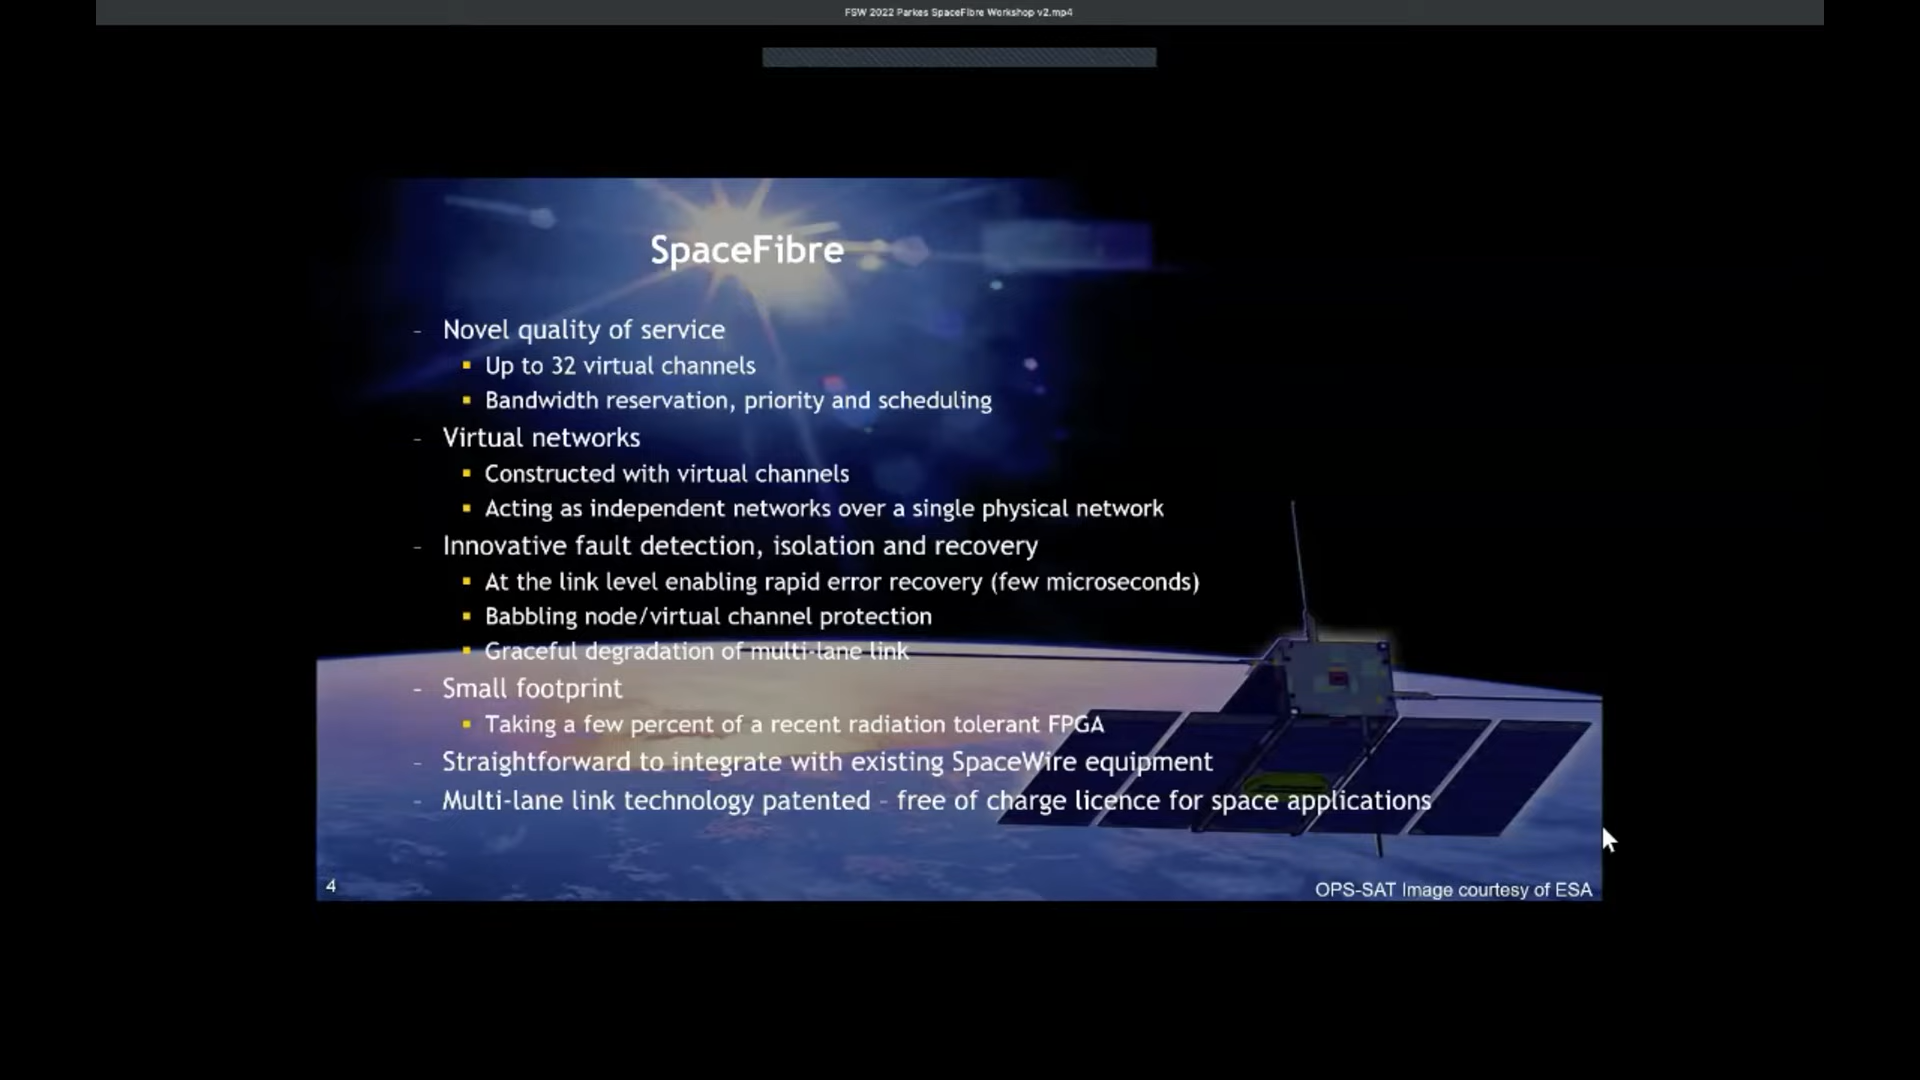 FSW 2022 Parkes SpaceFibre Workshop v2.mp4
SpaceFibre
- Novel quality of service
▪ Up to 32 virtual channels
▪ Bandwidth reservation, priority and scheduling
- Virtual networks
▪ Constructed with virtual channels
▪ Acting as independent networks over a single physical network
- Innovative fault detection, isolation and recovery
▪ At the link level enabling rapid error recovery (few microseconds)
▪ Babbling node/virtual channel protection
▪ Graceful degradation of multi-lane link
- Small footprint
▪ Taking a few percent of a recent radiation tolerant FPGA
- Straightforward to integrate with existing SpaceWire equipment
- Multi-lane link technology patented - free of charge licence for space applications
4
OPS-SAT Image courtesy of ESA